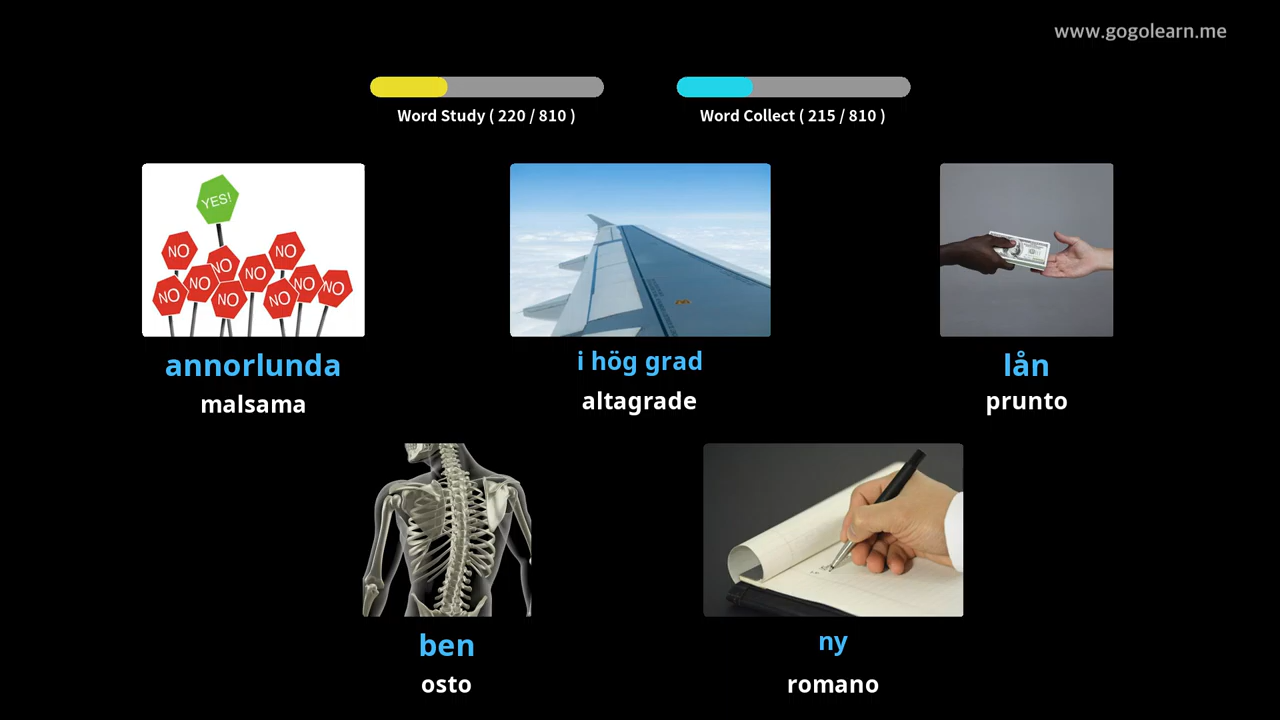 www.gogolearn.me
Word Study ( 220 / 810 )
Word Collect ( 215 / 810 )
YES!
NO
NO
NO
NO
NO
NO
NO
NO
NO
NO
annorlunda
malsama
i hög grad
altagrade
lån
prunto
ben
osto
ny
romano